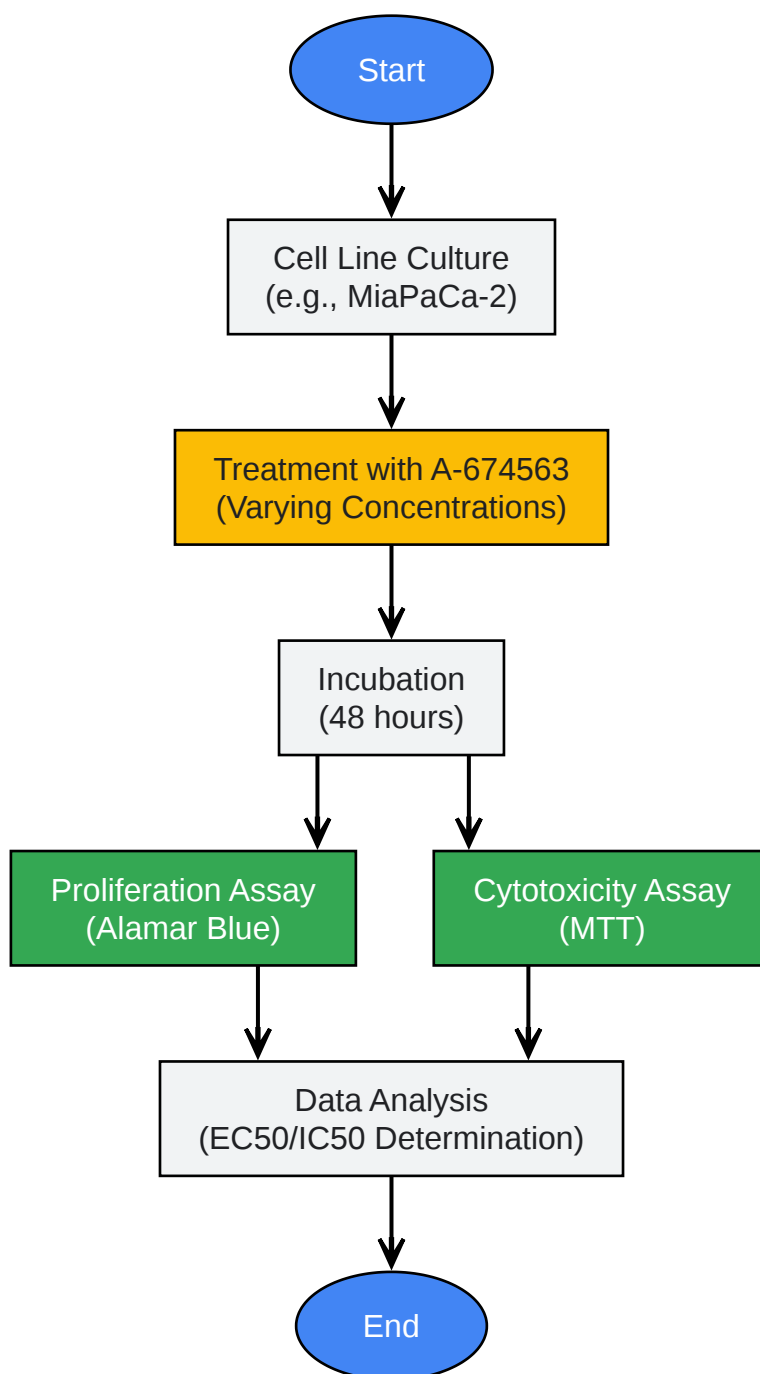 Start
Cell Line Culture
(e.g., MiaPaCa-2)
Treatment with A-674563
(Varying Concentrations)
Incubation
(48 hours)
Proliferation Assay
(Alamar Blue)
Cytotoxicity Assay
(MTT)
Data Analysis
(EC50/IC50 Determination)
End